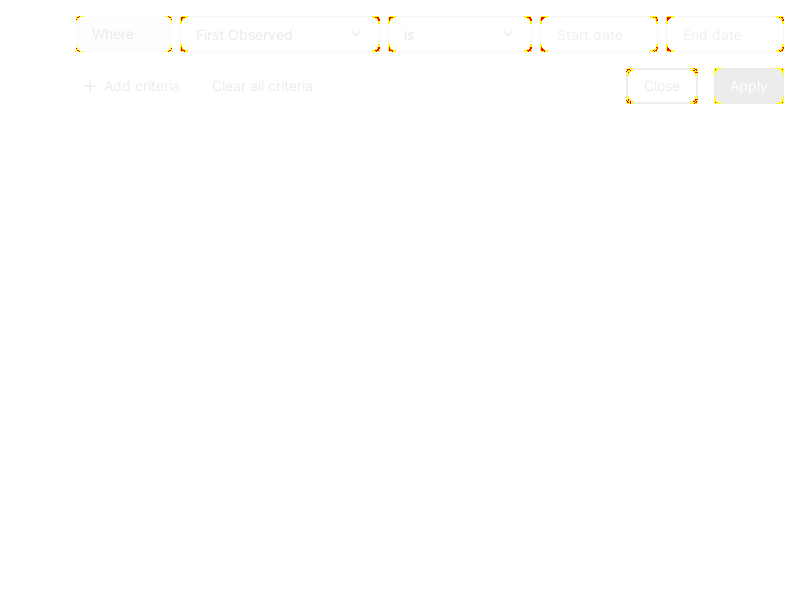 Where First Observed is Start date End date
Add criteria Clear all criteria Close Apply